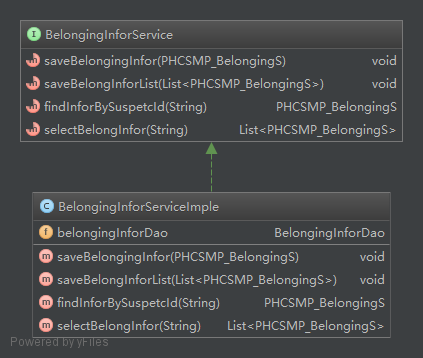 BelongingInforService
saveBelongingInfor(PHCSMP_BelongingS) void
saveBelongInforList(List<PHCSMP_BelongingS>) void
findInforBySuspetcId(String) PHCSMP_BelongingS
selectBelongInfor(String) List<PHCSMP_BelongingS>
BelongingInforServiceImple
belongingInforDao BelongingInforDao
saveBelongingInfor(PHCSMP_BelongingS) void
saveBelongInforList(List<PHCSMP_BelongingS>) void
findInforBySuspetcId(String) PHCSMP_BelongingS
selectBelongInfor(String) List<PHCSMP_BelongingS>
Powered by yFiles